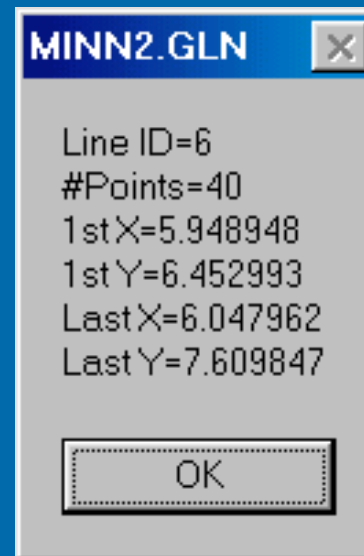 MINN2.GLN
Line ID=6
#Points=40
1st X=5.948948
1st Y=6.452993
Last X=6.047962
Last Y=7.609847
OK